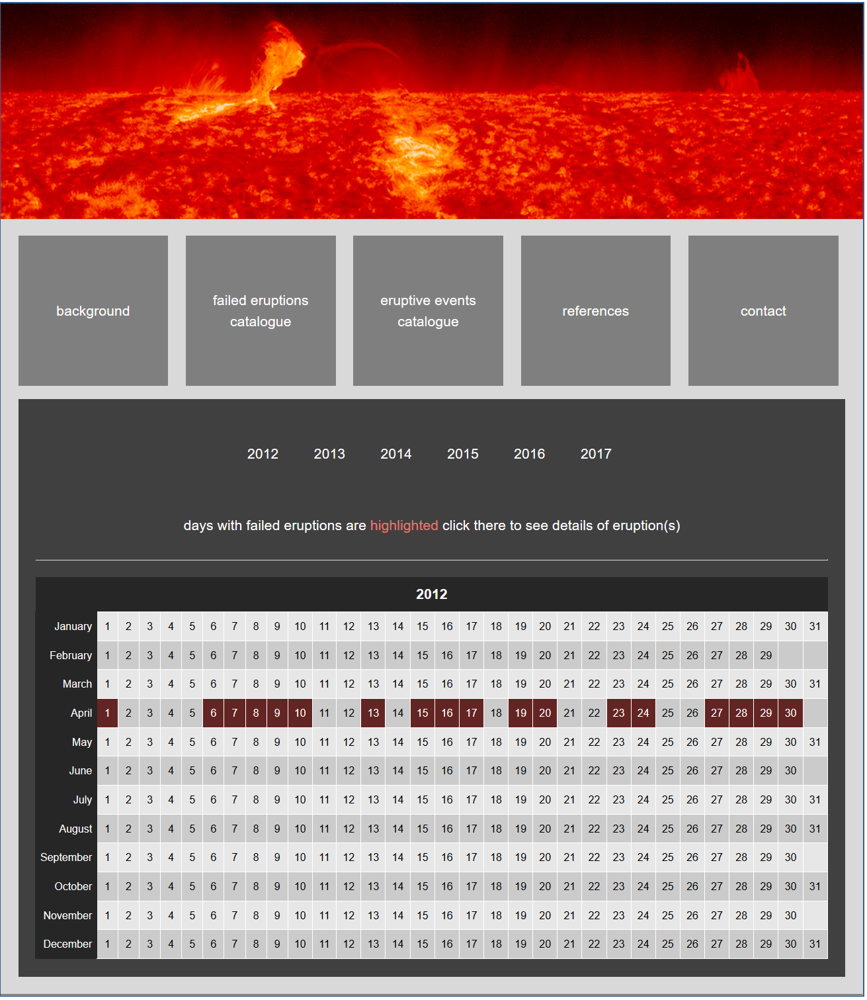 background
failed eruptions
catalogue
eruptive events
catalogue
references
contact
2012 2013 2014 2015 2016 2017
days with failed eruptions are highlighted click there to see details of eruption(s)
2012
January 1 2 3 4 5 6 7 8 9 10 11 12 13 14 15 16 17 18 19 20 21 22 23 24 25 26 27 28 29 30 31
February 1 2 3 4 5 6 7 8 9 10 11 12 13 14 15 16 17 18 19 20 21 22 23 24 25 26 27 28 29
March 1 2 3 4 5 6 7 8 9 10 11 12 13 14 15 16 17 18 19 20 21 22 23 24 25 26 27 28 29 30 31
April 1 2 3 4 5 6 7 8 9 10 11 12 13 14 15 16 17 18 19 20 21 22 23 24 25 26 27 28 29 30
May 1 2 3 4 5 6 7 8 9 10 11 12 13 14 15 16 17 18 19 20 21 22 23 24 25 26 27 28 29 30 31
June 1 2 3 4 5 6 7 8 9 10 11 12 13 14 15 16 17 18 19 20 21 22 23 24 25 26 27 28 29 30
July 1 2 3 4 5 6 7 8 9 10 11 12 13 14 15 16 17 18 19 20 21 22 23 24 25 26 27 28 29 30 31
August 1 2 3 4 5 6 7 8 9 10 11 12 13 14 15 16 17 18 19 20 21 22 23 24 25 26 27 28 29 30 31
September 1 2 3 4 5 6 7 8 9 10 11 12 13 14 15 16 17 18 19 20 21 22 23 24 25 26 27 28 29 30
October 1 2 3 4 5 6 7 8 9 10 11 12 13 14 15 16 17 18 19 20 21 22 23 24 25 26 27 28 29 30 31
November 1 2 3 4 5 6 7 8 9 10 11 12 13 14 15 16 17 18 19 20 21 22 23 24 25 26 27 28 29 30
December 1 2 3 4 5 6 7 8 9 10 11 12 13 14 15 16 17 18 19 20 21 22 23 24 25 26 27 28 29 30 31